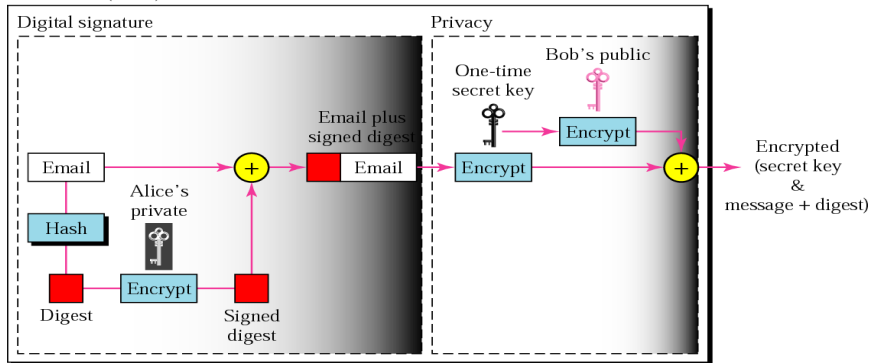 Digital signature
Privacy
Bob's public
One-time
secret key
Email plus
signed digest
Encrypt
Email
+
Email
Encrypt
+
Encrypted
(secret key
&
message + digest)
Alice's
private
Hash
Encrypt
Digest
Signed
digest